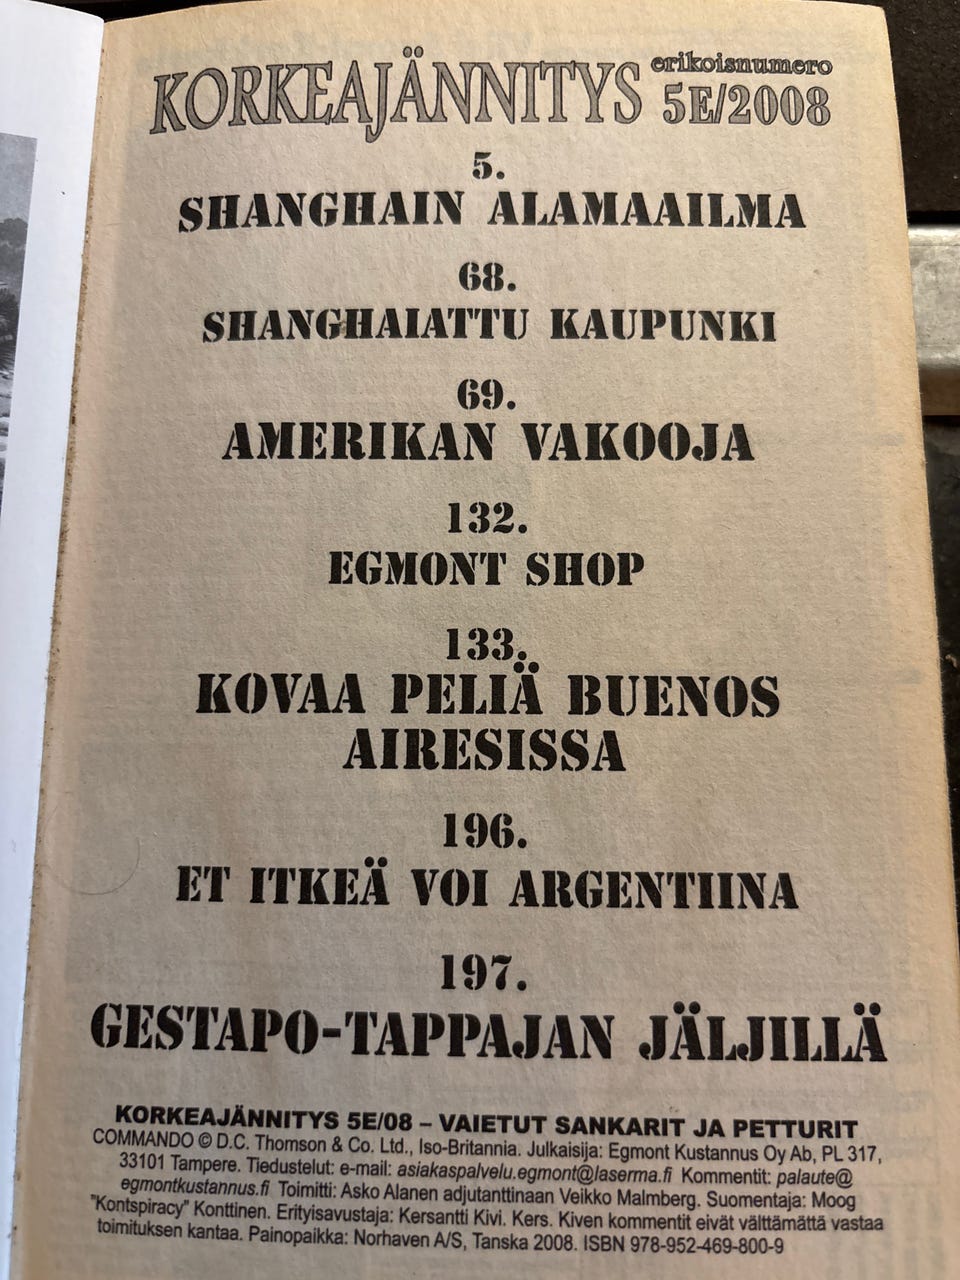 KORKEAJÄNNITYS erikoisnumero
5E/2008
5.
SHANGHAIN ALAMAAILMA
68.
SHANGHAIATTU KAUPUNKI
69.
AMERIKAN VAKOOJA
132.
EGMONT SHOP
133.
KOVAA PELIÄ BUENOS
AIRESISSA
196.
ET ITKEÄ VOI ARGENTIINA
197.
GESTAPO-TAPPAJAN JÄLJILLÄ
KORKEAJÄNNITYS 5E/08 – VAIETUT SANKARIT JA PETTURIT
COMMANDO © D.C. Thomson & Co. Ltd., Iso-Britannia. Julkaisija: Egmont Kustannus Oy Ab, PL 317,
33101 Tampere. Tiedustelut: e-mail: asiakaspalvelu.egmont@laserma.fi Kommentit: palaute@
egmontkustannus.fi Toimitti: Asko Alanen adjutanttinaan Veikko Malmberg. Suomentaja: Moog
"Kontspiracy" Konttinen. Erityisavustaja: Kersantti Kivi. Kers. Kiven kommentit eivät välttämättä vastaa
toimituksen kantaa. Painopaikka: Norhaven A/S, Tanska 2008. ISBN 978-952-469-800-9